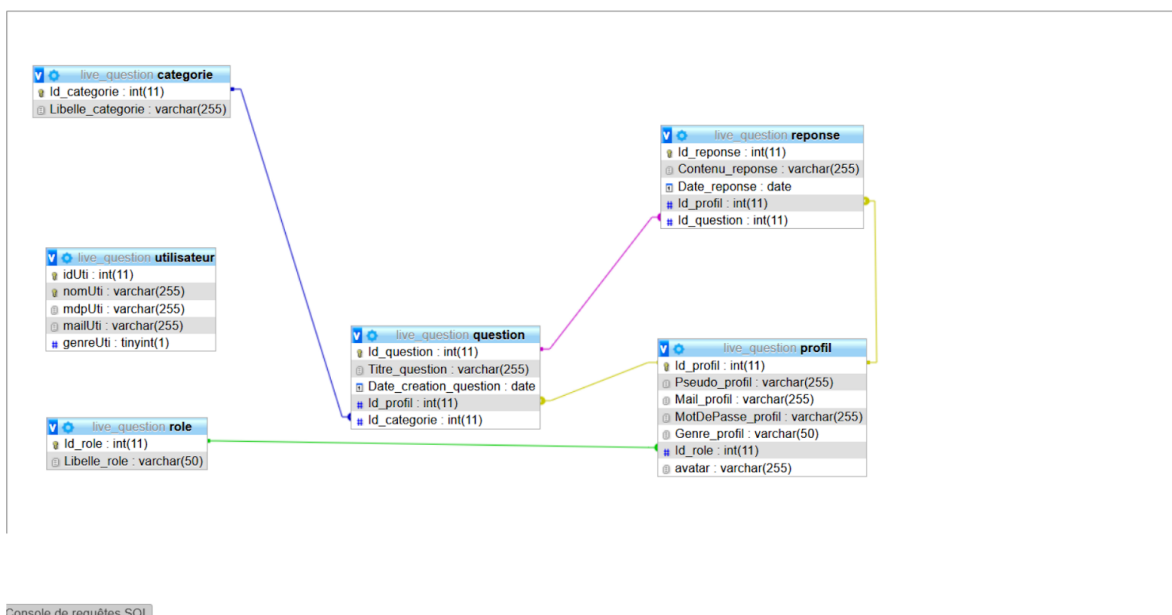 live_question categorie
Id_categorie : int(11)
Libelle_categorie : varchar(255)
live_question reponse
Id_reponse : int(11)
Contenu_reponse : varchar(255)
Date_reponse : date
Id_profil : int(11)
Id_question : int(11)
live_question utilisateur
idUti : int(11)
nomUti : varchar(255)
mdpUti : varchar(255)
mailUti : varchar(255)
genreUti : tinyint(1)
live_question question
Id_question : int(11)
Titre_question : varchar(255)
Date_creation_question : date
Id_profil : int(11)
Id_categorie : int(11)
live_question profil
Id_profil : int(11)
Pseudo_profil : varchar(255)
Mail_profil : varchar(255)
MotDePasse_profil : varchar(255)
Genre_profil : varchar(50)
Id_role : int(11)
avatar : varchar(255)
live_question role
Id_role : int(11)
Libelle_role : varchar(50)
Console de requêtes SQL